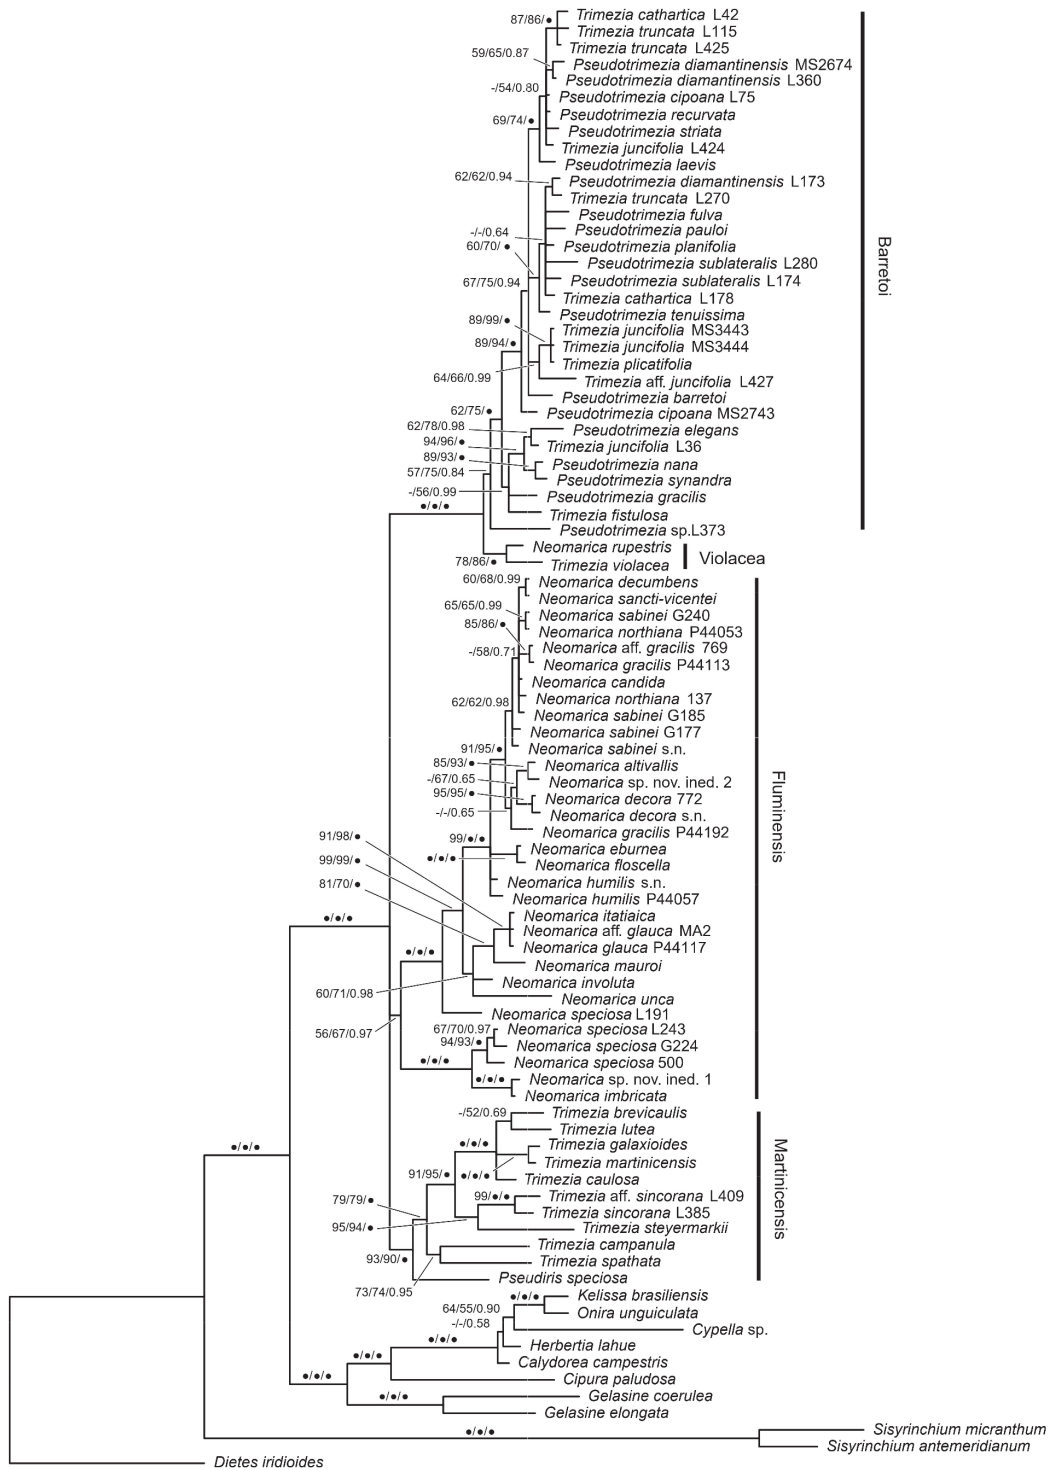 87/86/●
Trimezia cathartica L42
Trimezia truncata L115
Trimezia truncata L425
59/65/0.87
Pseudotrimezia diamantinensis MS2674
Pseudotrimezia diamantinensis L360
-/54/0.80
Pseudotrimezia cipoana L75
Pseudotrimezia recurvata
69/74/●
Pseudotrimezia striata
Trimezia juncifolia L424
Pseudotrimezia laevis
62/62/0.94
Pseudotrimezia diamantinensis L173
Trimezia truncata L270
Pseudotrimezia fulva
-/-/0.64
Pseudotrimezia pauloi
60/70/●
Pseudotrimezia planifolia
Barretoi
Pseudotrimezia sublateralis L280
67/75/0.94
Pseudotrimezia sublateralis L174
Trimezia cathartica L178
Pseudotrimezia tenuissima
89/99/●
Trimezia juncifolia MS3443
89/94/●
Trimezia juncifolia MS3444
Trimezia plicatifolia
64/66/0.99
Trimezia aff. juncifolia L427
Pseudotrimezia barretoi
62/75/●
Pseudotrimezia cipoana MS2743
62/78/0.98
Pseudotrimezia elegans
94/96/●
Trimezia juncifolia L36
89/93/●
Pseudotrimezia nana
57/75/0.84
Pseudotrimezia synandra
-/56/0.99
Pseudotrimezia gracilis
●/●/●
Trimezia fistulosa
Pseudotrimezia sp.L373
Neomarica rupestris
Violacea
78/86/●
Trimezia violacea
60/68/0.99
Neomarica decumbens
Neomarica sancti-vicentei
65/65/0.99
Neomarica sabinei G240
85/86/●
Neomarica northiana P44053
-/58/0.71
Neomarica aff. gracilis 769
Neomarica gracilis P44113
Neomarica candida
62/62/0.98
Neomarica northiana 137
Neomarica sabinei G185
Neomarica sabinei G177
91/95/●
Neomarica sabinei s.n.
85/93/●
Neomarica altivallis
-/67/0.65
Neomarica sp. nov. ined. 2
95/95/●
Neomarica decora 772
-/-/0.65
Neomarica decora s.n.
Fluminensis
91/98/●
Neomarica gracilis P44192
99/●/●
Neomarica eburnea
99/99/●
●/●/●
Neomarica floscella
81/70/●
Neomarica humilis s.n.
Neomarica humilis P44057
●/●/●
Neomarica itatiaica
Neomarica aff. glauca MA2
●/●/●
Neomarica glauca P44117
Neomarica mauroi
60/71/0.98
Neomarica involuta
Neomarica unca
Neomarica speciosa L191
56/67/0.97
67/70/0.97
Neomarica speciosa L243
94/93/●
Neomarica speciosa G224
●/●/●
Neomarica speciosa 500
●/●/●
Neomarica sp. nov. ined. 1
Neomarica imbricata
-/52/0.69
Trimezia brevicaulis
Trimezia lutea
●/●/●
●/●/●
Trimezia galaxioides
Trimezia martinicensis
91/95/●
●/●/●
Trimezia caulosa
Martinicensis
79/79/●
99/●/●
Trimezia aff. sincorana L409
Trimezia sincorana L385
95/94/●
Trimezia steyermarkii
Trimezia campanula
93/90/●
Trimezia spathata
Pseudiris speciosa
73/74/0.95
●/●/●
Kelissa brasiliensis
64/55/0.90
Onira unguiculata
-/-/0.58
Cypella sp.
●/●/●
Herbertia lahue
●/●/●
Calydorea campestris
●/●/●
Cipura paludosa
●/●/●
Gelasine coerulea
Gelasine elongata
●/●/●
Sisyrinchium micranthum
Sisyrinchium antemeridianum
Dietes iridioides